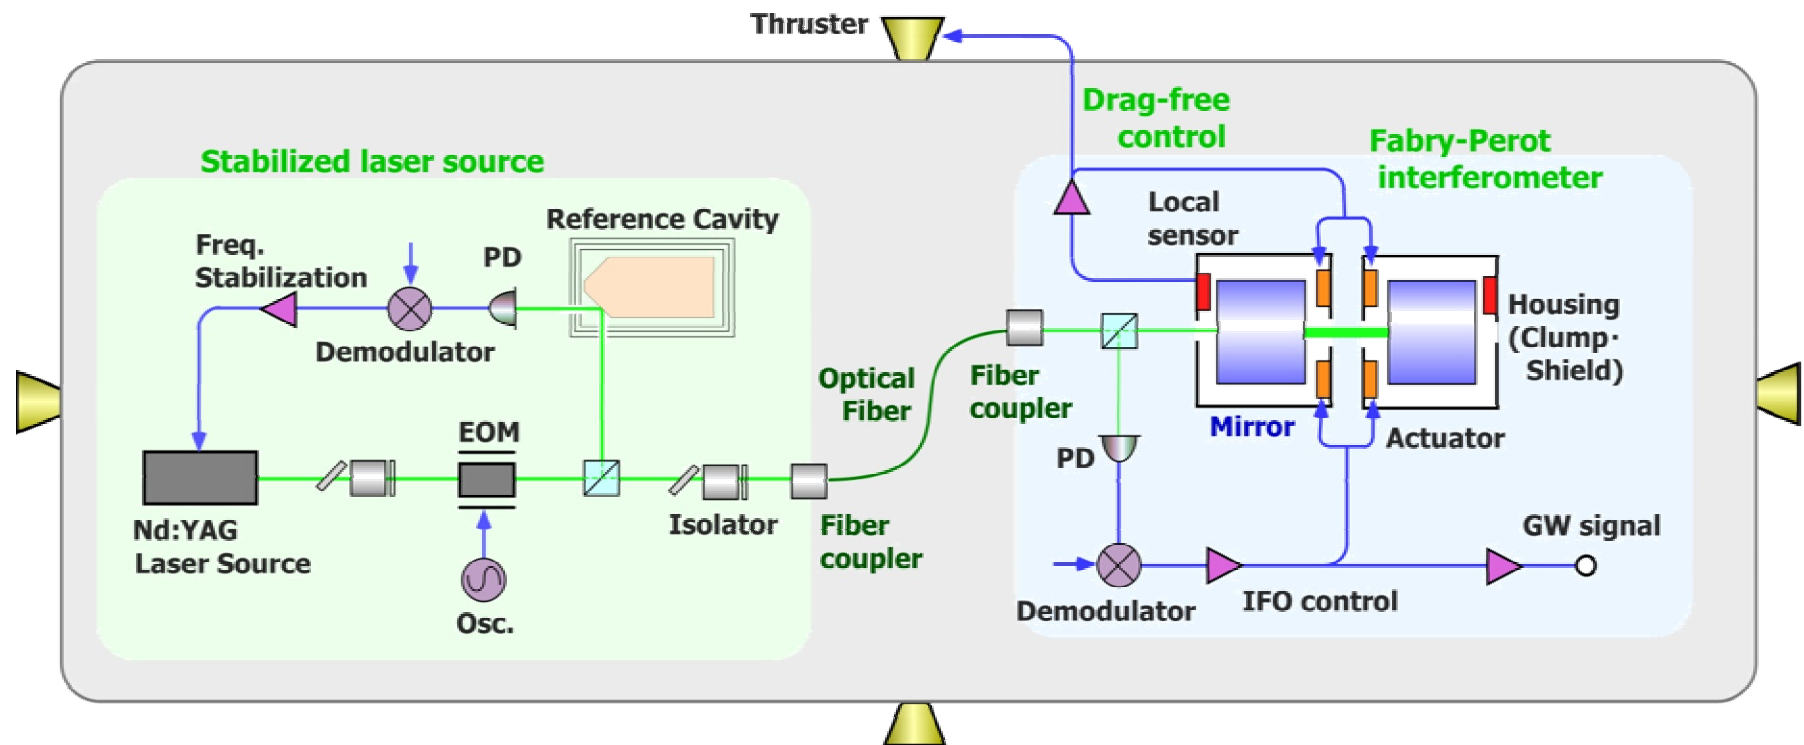 Thruster
Drag-free
control
Fabry-Perot
interferometer
Stabilized laser source
Reference Cavity
Local
sensor
Freq.
Stabilization
PD
Demodulator
Housing
(Clump·
Shield)
Optical
Fiber
Fiber
coupler
Mirror
Actuator
EOM
PD
Nd:YAG
Laser Source
Isolator
Fiber
coupler
GW signal
Osc.
Demodulator
IFO control